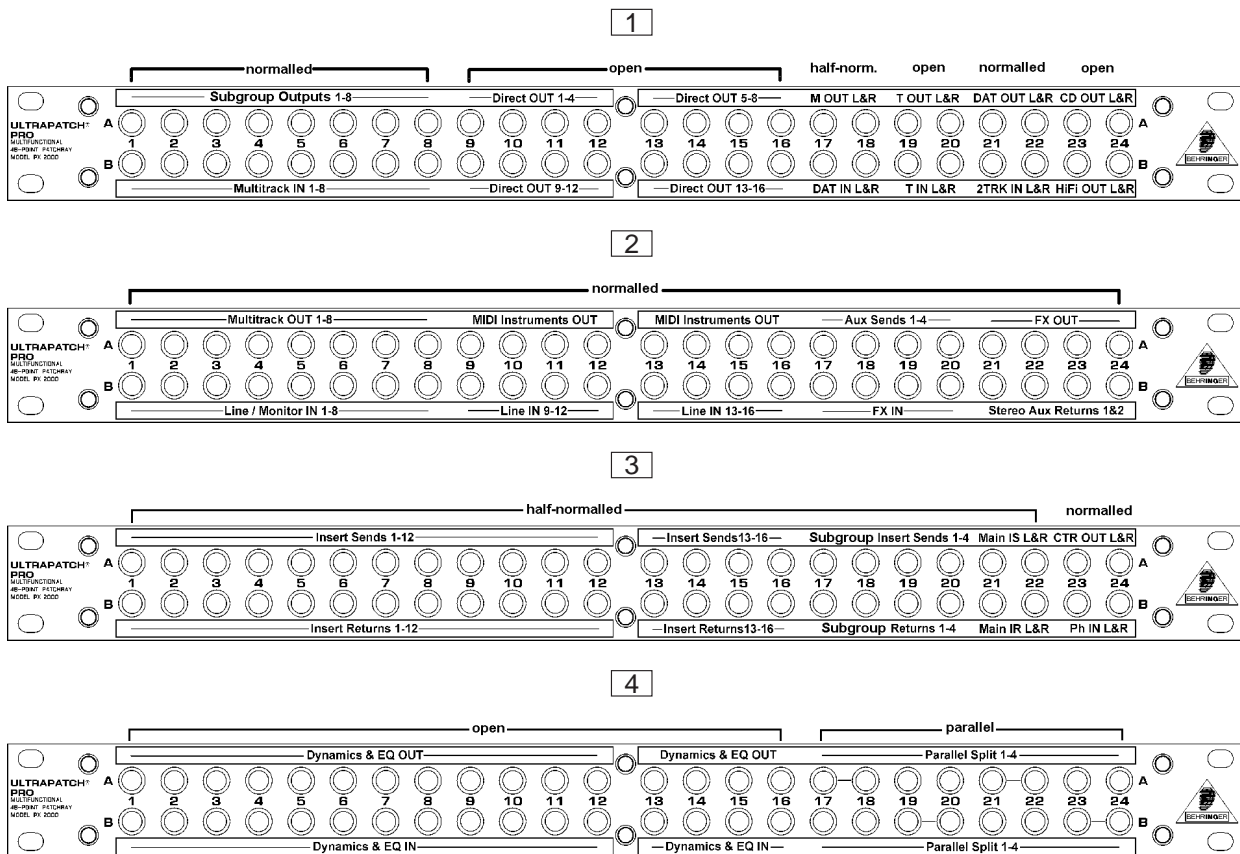 1
normalled open half-norm. open normalled open
Subgroup Outputs 1-8 Direct OUT 1-4 Direct OUT 5-8 M OUT L&R T OUT L&R DAT OUT L&R CD OUT L&R
ULTRAPATCH®
PRO
MULTIFUNCTIONAL
48-POINT PATCHBAY
MODEL PX 2000
A A
1 2 3 4 5 6 7 8 9 10 11 12 13 14 15 16 17 18 19 20 21 22 23 24
B B
BEHRINGER
Multitrack IN 1-8 Direct OUT 9-12 Direct OUT 13-16 DAT IN L&R T IN L&R 2TRK IN L&R HiFi OUT L&R
2
normalled
Multitrack OUT 1-8 MIDI Instruments OUT MIDI Instruments OUT Aux Sends 1-4 FX OUT
ULTRAPATCH®
PRO
MULTIFUNCTIONAL
48-POINT PATCHBAY
MODEL PX 2000
A A
1 2 3 4 5 6 7 8 9 10 11 12 13 14 15 16 17 18 19 20 21 22 23 24
B B
BEHRINGER
Line / Monitor IN 1-8 Line IN 9-12 Line IN 13-16 FX IN Stereo Aux Returns 1&2
3
half-normalled normalled
Insert Sends 1-12 Insert Sends13-16 Subgroup Insert Sends 1-4 Main IS L&R CTR OUT L&R
ULTRAPATCH®
PRO
MULTIFUNCTIONAL
48-POINT PATCHBAY
MODEL PX 2000
A A
1 2 3 4 5 6 7 8 9 10 11 12 13 14 15 16 17 18 19 20 21 22 23 24
B B
BEHRINGER
Insert Returns 1-12 Insert Returns13-16 Subgroup Returns 1-4 Main IR L&R Ph IN L&R
4
open parallel
Dynamics & EQ OUT Dynamics & EQ OUT Parallel Split 1-4
ULTRAPATCH®
PRO
MULTIFUNCTIONAL
48-POINT PATCHBAY
MODEL PX 2000
A A
1 2 3 4 5 6 7 8 9 10 11 12 13 14 15 16 17 18 19 20 21 22 23 24
B B
BEHRINGER
Dynamics & EQ IN Dynamics & EQ IN Parallel Split 1-4